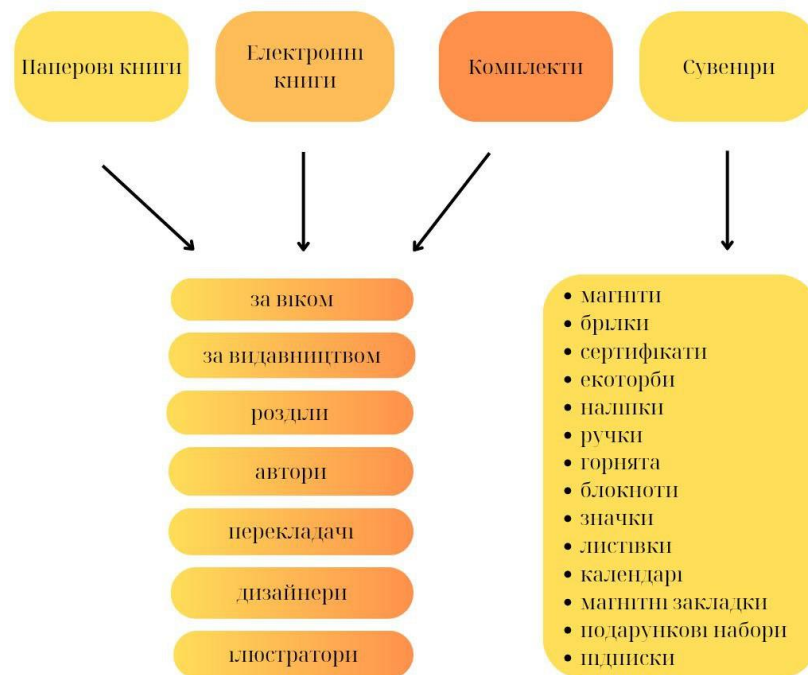 Паперові книги
Електронні
книги
Комплекти
Сувеніри
за віком
за видавництвом
розділи
автори
перекладачі
дизайнери
ілюстратори
• магніти
• брілки
• сертифікати
• екоторби
• наліпки
• ручки
• горнята
• блокноти
• значки
• листівки
• календарі
• магнітні закладки
• подарункові набори
• підписки